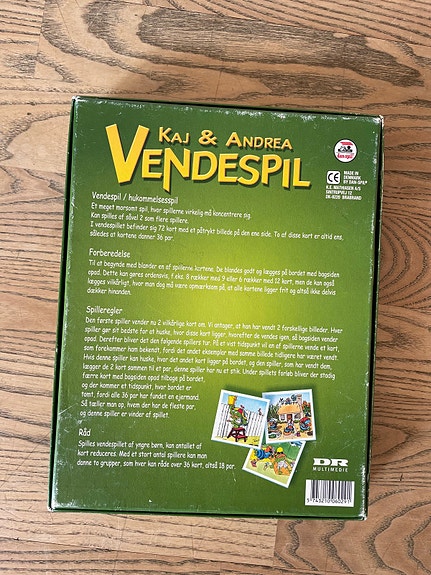 KAJ & ANDREA
VENDESPIL
dan-spil
CE
MADE IN
DENMARK
BY DAN-SPIL
K.E. MATHIASEN A/S
SINTRUPVEJ 12
DK-8220 BRABRAND
Vendespil / hukommelsesspil
Et meget morsomt spil, hvor spillerne virkelig må koncentrere sig.
Kan spilles af såvel 2 som flere spillere.
I vendespillet befinder sig 72 kort med et påtrykt billede på den ene side. To af disse kort er altid ens,
således at kortene danner 36 par.
Forberedelse
Til at begynde med blander en af spillerne kortene. De blandes godt og lægges på bordet med bagsiden
opad. Dette kan gøres ordensvis, f.eks. 8 rækker med 9 eller 6 rækker med 12 kort, men de kan også
lægges vilkårligt, hvor man dog må være opmærksom på, at alle kortene ligger frit og altså ikke delvis
dækker hinanden.
Spilleregler
Den første spiller vender nu 2 vilkårlige kort om. Vi antager, at han har vendt 2 forskellige billeder. Hver
spiller gør sit bedste for at huske, hvor disse kort ligger, hvorefter de vendes igen, så bagsiden vender
opad. Derefter bliver det den følgende spillers tur. På et vist tidspunkt vil en af spillerne vende et kort,
som forekommer ham bekendt, fordi det andet eksemplar med samme billede tidligere har været vendt.
Hvis denne spiller kan huske, hvor det andet kort ligger på bordet, og den spiller, som har vendt dem,
lægger de 2 kort sammen til et par, denne spiller har nu et stik. Under spillets forløb bliver der stadig
færre kort med bagsiden opad tilbage på bordet,
og der kommer et tidspunkt, hvor bordet er
tomt, fordi alle 36 par har fundet en ejermand.
Så tæller man op, hvem der har de fleste par,
og denne spiller er vinder af spillet.
Råd
Spilles vendespillet af yngre børn, kan antallet af
kort reduceres. Med et stort antal spillere kan man
danne to grupper, som hver kan råde over 36 kort, altså 18 par.
DR
MULTIMEDIE
5 743210 060291